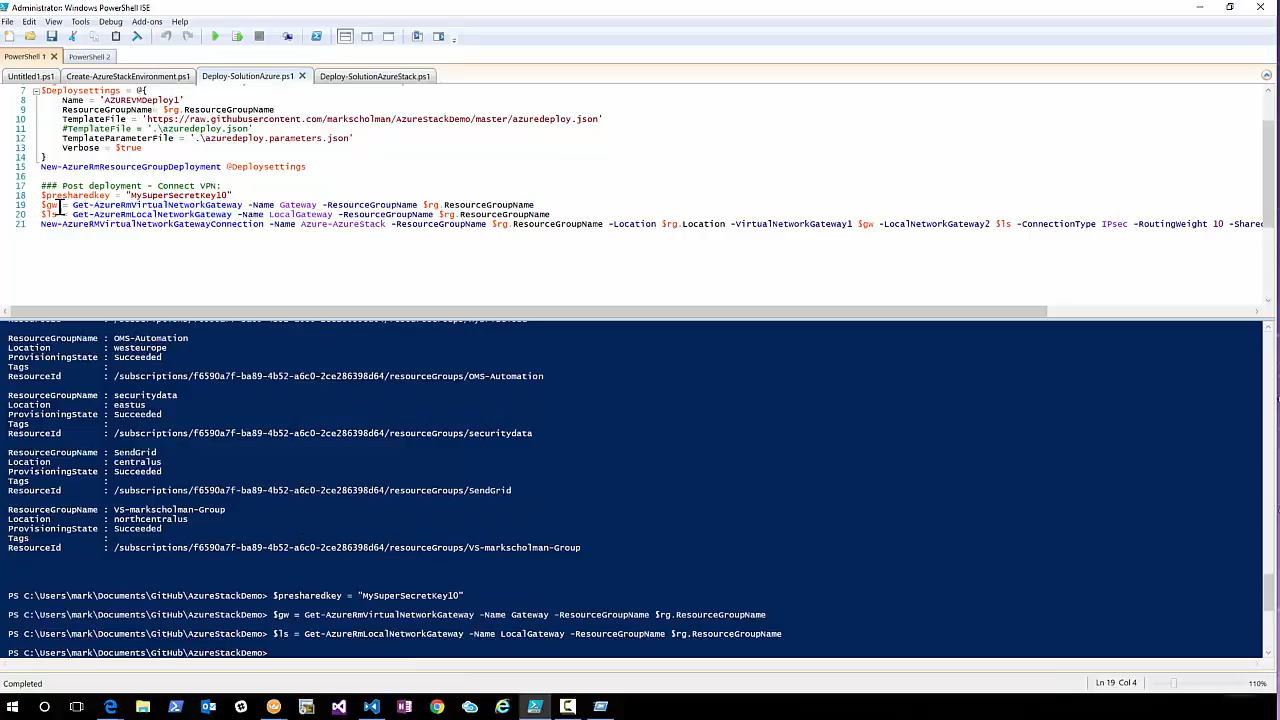 Administrator: Windows PowerShell ISE
File Edit View Tools Debug Add-ons Help
PowerShell 1 PowerShell 2
Untitled1.ps1 Create-AzureStackEnvironment.ps1 Deploy-SolutionAzure.ps1 Deploy-SolutionAzureStack.ps1
7 $Deploysettings = @{
8 Name = 'AZUREVMDeploy1'
9 ResourceGroupName $rg.ResourceGroupName
10 TemplateFile = 'https://raw.githubusercontent.com/markscholman/AzureStackDemo/master/azuredeploy.json'
11 #TemplateFile = '.\azuredeploy.json'
12 TemplateParameterFile = '.\azuredeploy.parameters.json'
13 Verbose = $true
14 }
15 New-AzureRmResourceGroupDeployment @Deploysettings
16
17 ### Post deployment - Connect VPN:
18 $presharedkey = "MySuperSecretKey10"
19 $gw = Get-AzureRmVirtualNetworkGateway -Name Gateway -ResourceGroupName $rg.ResourceGroupName
20 $ls = Get-AzureRmLocalNetworkGateway -Name LocalGateway -ResourceGroupName $rg.ResourceGroupName
21 New-AzureRMVirtualNetworkGatewayConnection -Name Azure-AzureStack -ResourceGroupName $rg.ResourceGroupName -Location $rg.Location -VirtualNetworkGateway1 $gw -LocalNetworkGateway2 $ls -ConnectionType IPsec -RoutingWeight 10 -Share
ResourceGroupName : OMS-Automation
Location : westeurope
ProvisioningState : Succeeded
Tags :
ResourceId : /subscriptions/f6590a7f-ba89-4b52-a6c0-2ce286398d64/resourceGroups/OMS-Automation
ResourceGroupName : securitydata
Location : eastus
ProvisioningState : Succeeded
Tags :
ResourceId : /subscriptions/f6590a7f-ba89-4b52-a6c0-2ce286398d64/resourceGroups/securitydata
ResourceGroupName : SendGrid
Location : centralus
ProvisioningState : Succeeded
Tags :
ResourceId : /subscriptions/f6590a7f-ba89-4b52-a6c0-2ce286398d64/resourceGroups/SendGrid
ResourceGroupName : VS-markscholman-Group
Location : northcentralus
ProvisioningState : Succeeded
Tags :
ResourceId : /subscriptions/f6590a7f-ba89-4b52-a6c0-2ce286398d64/resourceGroups/VS-markscholman-Group
PS C:\Users\mark\Documents\GitHub\AzureStackDemo> $presharedkey = "MySuperSecretKey10"
PS C:\Users\mark\Documents\GitHub\AzureStackDemo> $gw = Get-AzureRmVirtualNetworkGateway -Name Gateway -ResourceGroupName $rg.ResourceGroupName
PS C:\Users\mark\Documents\GitHub\AzureStackDemo> $ls = Get-AzureRmLocalNetworkGateway -Name LocalGateway -ResourceGroupName $rg.ResourceGroupName
PS C:\Users\mark\Documents\GitHub\AzureStackDemo>
Completed Ln 19 Col 4 110%